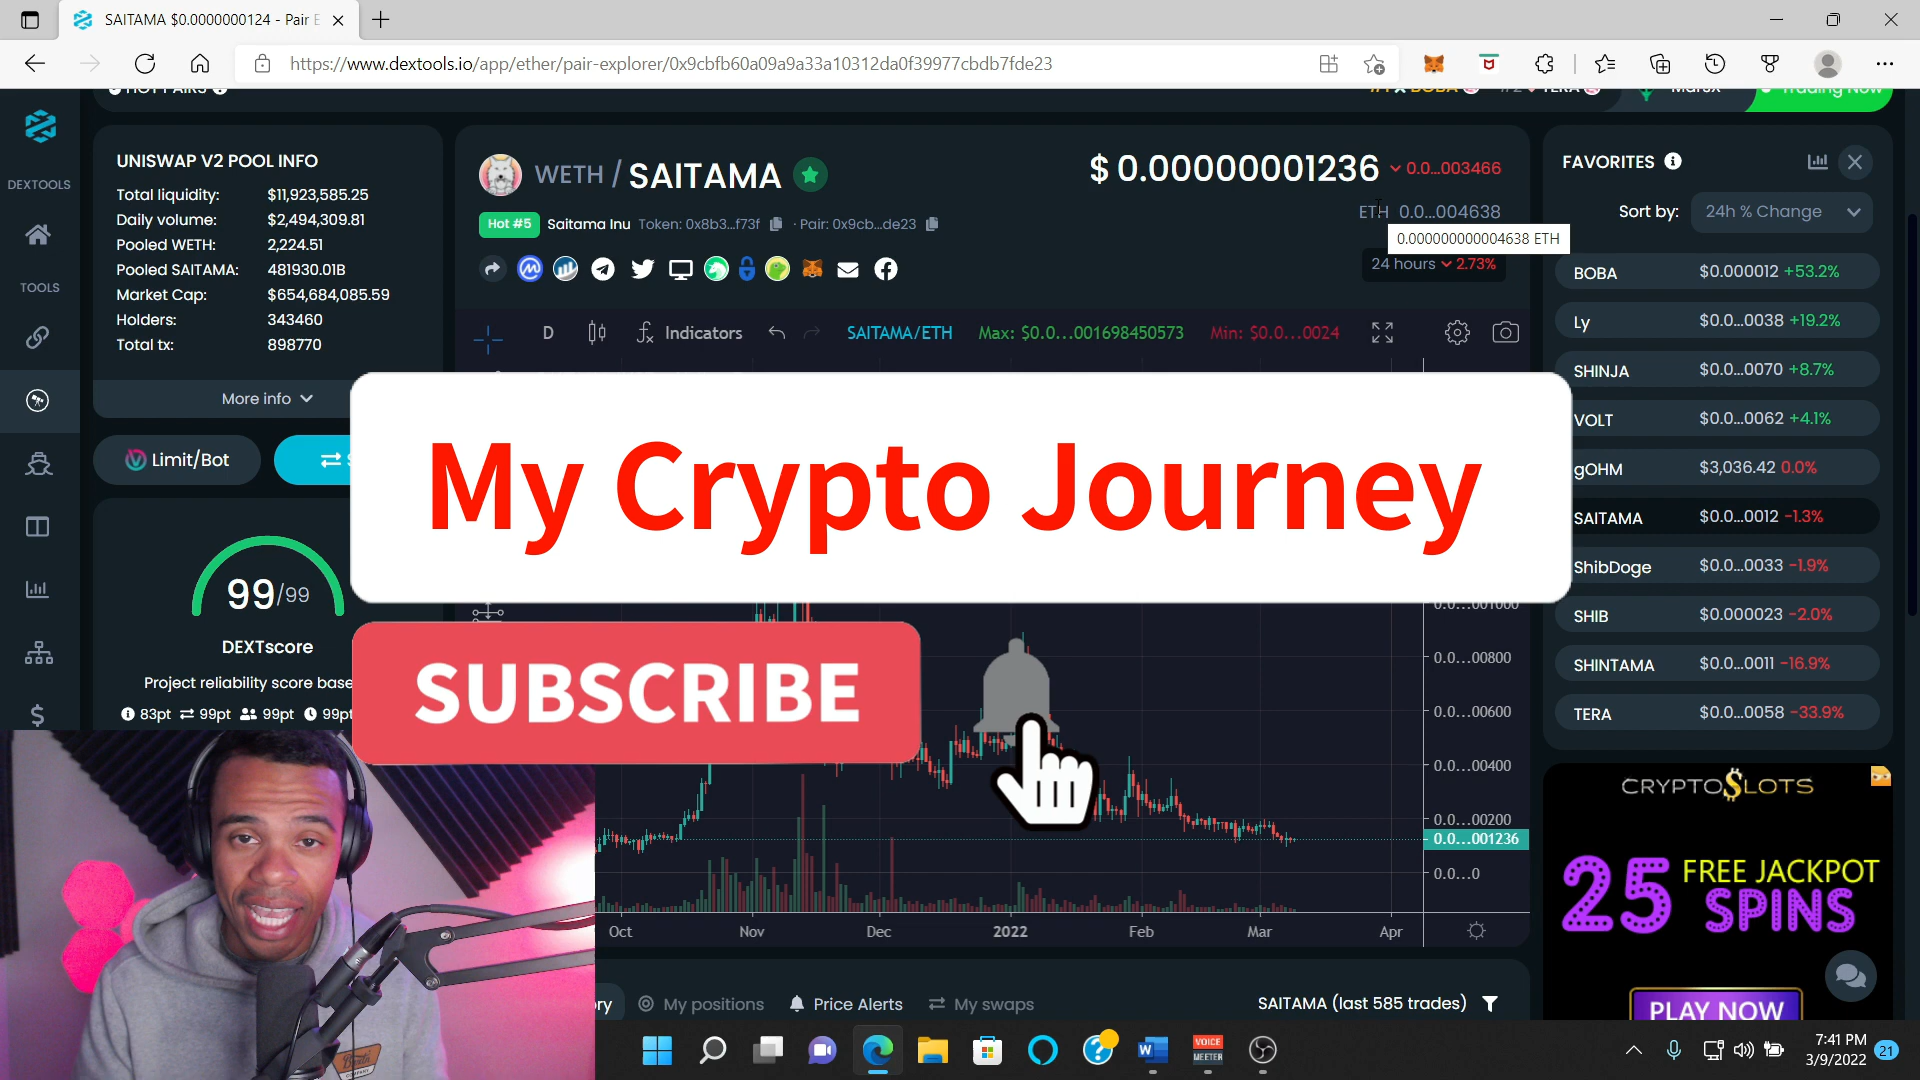 SAITAMA $0.0000000124 - Pair E
https://www.dextools.io/app/ether/pair-explorer/0x9cbfb60a09a9a33a10312da0f39977cbdb7fde23
DEXTOOLS
TOOLS
UNISWAP V2 POOL INFO
Total liquidity: $11,923,585.25
Daily volume: $2,494,309.81
Pooled WETH: 2,224.51
Pooled SAITAMA: 481930.01B
Market Cap: $654,684,085.59
Holders: 343460
Total tx: 898770
More info
Limit/Bot
99/99
DEXTscore
Project reliability score base
83pt 99pt 99pt 99pt
WETH / SAITAMA
$ 0.00000001236 0.0...003466
ETH 0.0...004638
0.000000000004638 ETH
24 hours 2.73%
Hot #5 Saitama Inu Token: 0x8b3...f73f · Pair: 0x9cb...de23
D Indicators SAITAMA/ETH Max: $0.0...001698450573 Min: $0.0...0024
My Crypto Journey
SUBSCRIBE
0.0...001000
0.0...00800
0.0...00600
0.0...00400
0.0...00200
0.0...001236
0.0...0
Oct Nov Dec 2022 Feb Mar Apr
ry My positions Price Alerts My swaps SAITAMA (last 585 trades)
Trading Now
FAVORITES
Sort by: 24h % Change
BOBA $0.000012 +53.2%
Ly $0.0...0038 +19.2%
SHINJA $0.0...0070 +8.7%
VOLT $0.0...0062 +4.1%
gOHM $3,036.42 0.0%
SAITAMA $0.0...0012 -1.3%
ShibDoge $0.0...0033 -1.9%
SHIB $0.000023 -2.0%
SHINTAMA $0.0...0011 -16.9%
TERA $0.0...0058 -33.9%
CRYPTO$LOTS
25 FREE JACKPOT
SPINS
PLAY NOW
VOICE
MEETER
7:41 PM
3/9/2022
21